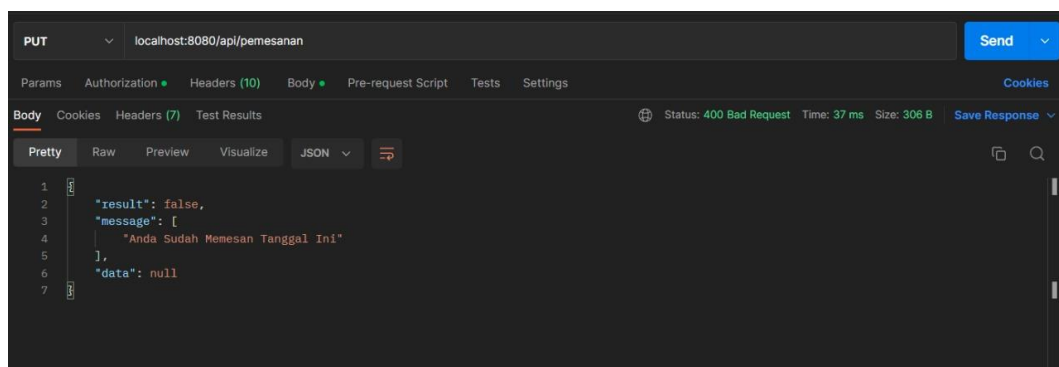 PUT localhost:8080/api/pemesanan Send
Params Authorization Headers (10) Body Pre-request Script Tests Settings Cookies
Body Cookies Headers (7) Test Results Status: 400 Bad Request Time: 37 ms Size: 306 B Save Response
Pretty Raw Preview Visualize JSON
1 {
2 "result": false,
3 "message": [
4 "Anda Sudah Memesan Tanggal Ini"
5 ],
6 "data": null
7 }